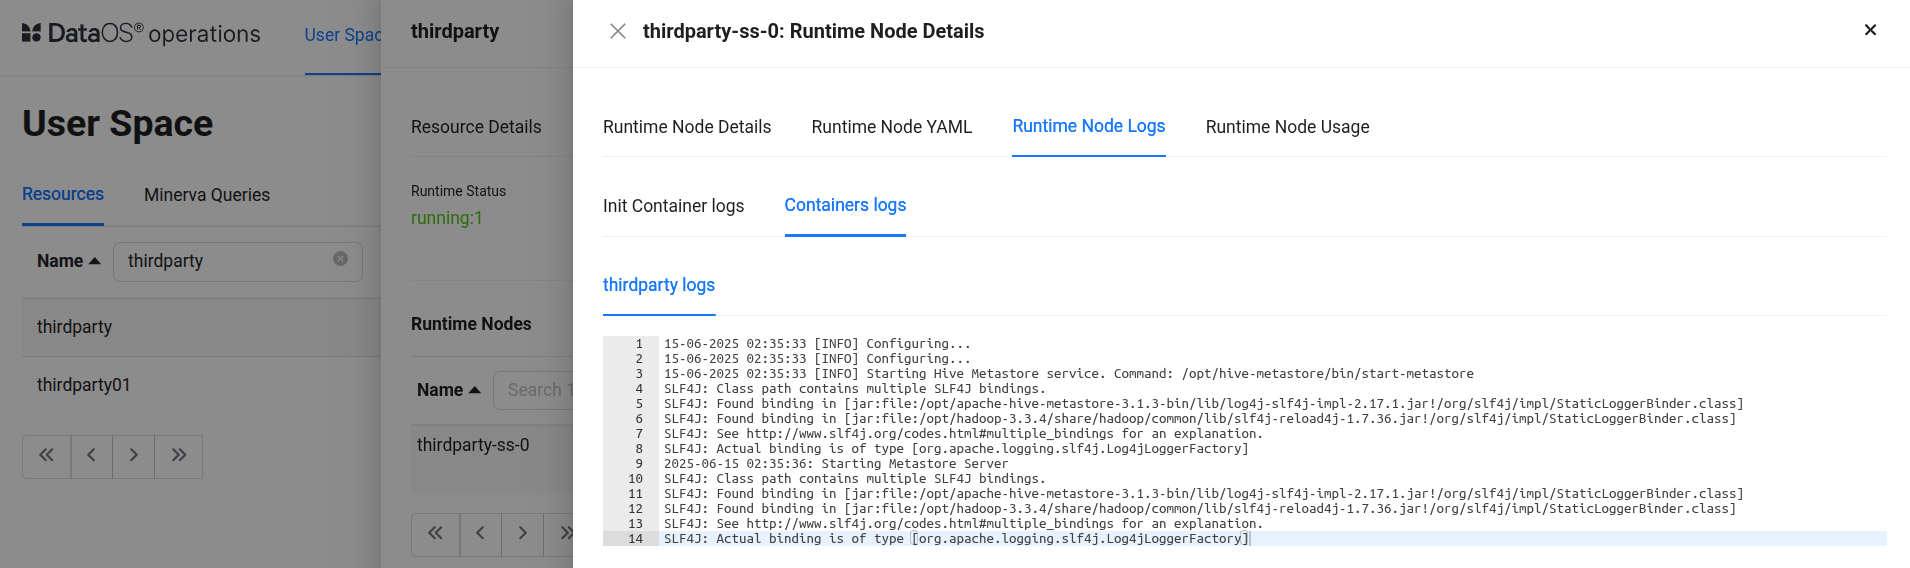 DataOS® operations
User Spac
User Space
Resources
Minerva Queries
Name
thirdparty
thirdparty
thirdparty01
thirdparty
Resource Details
Runtime Status
running:1
Runtime Nodes
Name
Search 1
thirdparty-ss-0
thirdparty-ss-0: Runtime Node Details
Runtime Node Details
Runtime Node YAML
Runtime Node Logs
Runtime Node Usage
Init Container logs
Containers logs
thirdparty logs
1 15-06-2025 02:35:33 [INFO] Configuring...
2 15-06-2025 02:35:33 [INFO] Configuring...
3 15-06-2025 02:35:33 [INFO] Starting Hive Metastore service. Command: /opt/hive-metastore/bin/start-metastore
4 SLF4J: Class path contains multiple SLF4J bindings.
5 SLF4J: Found binding in [jar:file:/opt/apache-hive-metastore-3.1.3-bin/lib/log4j-slf4j-impl-2.17.1.jar!/org/slf4j/impl/StaticLoggerBinder.class]
6 SLF4J: Found binding in [jar:file:/opt/hadoop-3.3.4/share/hadoop/common/lib/slf4j-reload4j-1.7.36.jar!/org/slf4j/impl/StaticLoggerBinder.class]
7 SLF4J: See http://www.slf4j.org/codes.html#multiple_bindings for an explanation.
8 SLF4J: Actual binding is of type [org.apache.logging.slf4j.Log4jLoggerFactory]
9 2025-06-15 02:35:36: Starting Metastore Server
10 SLF4J: Class path contains multiple SLF4J bindings.
11 SLF4J: Found binding in [jar:file:/opt/apache-hive-metastore-3.1.3-bin/lib/log4j-slf4j-impl-2.17.1.jar!/org/slf4j/impl/StaticLoggerBinder.class]
12 SLF4J: Found binding in [jar:file:/opt/hadoop-3.3.4/share/hadoop/common/lib/slf4j-reload4j-1.7.36.jar!/org/slf4j/impl/StaticLoggerBinder.class]
13 SLF4J: See http://www.slf4j.org/codes.html#multiple_bindings for an explanation.
14 SLF4J: Actual binding is of type [org.apache.logging.slf4j.Log4jLoggerFactory]